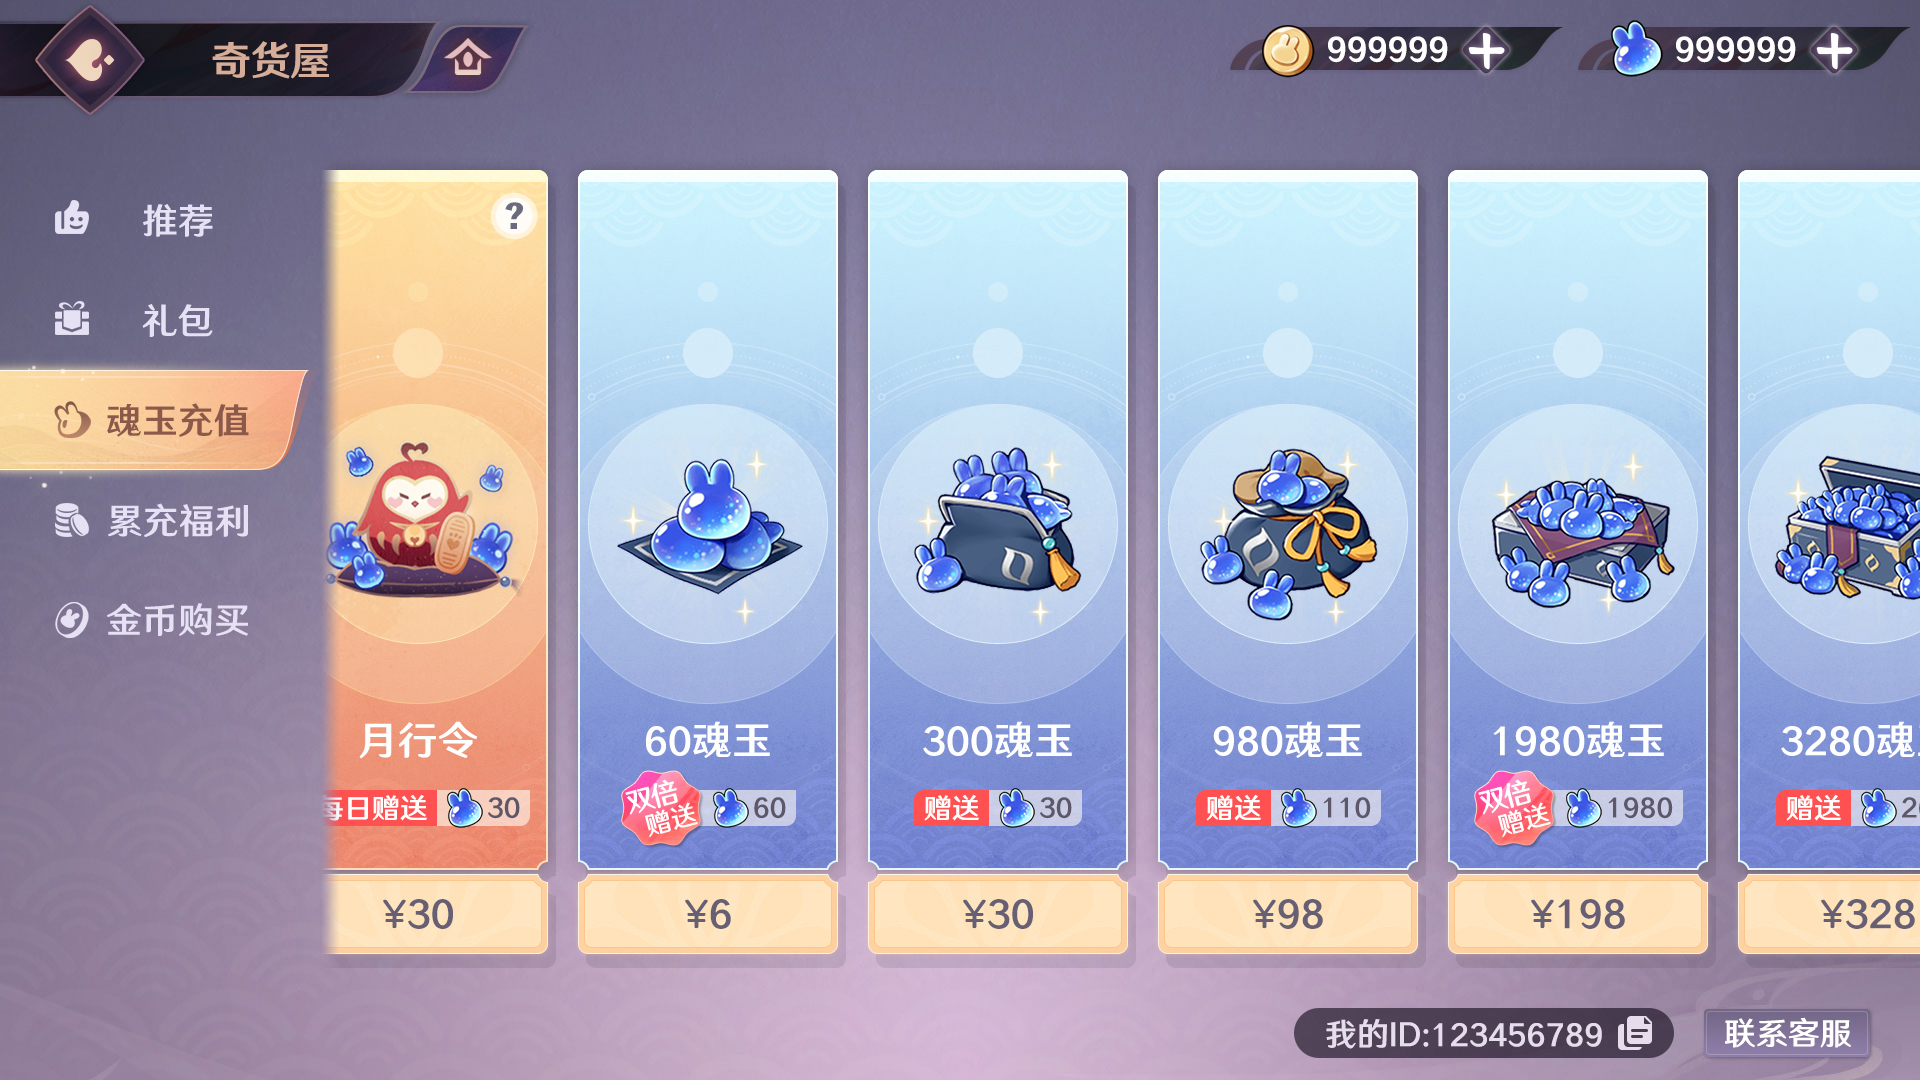 奇货屋
999999
999999
推荐
礼包
魂玉充值
累充福利
金币购买
?
月行令
每日赠送 30
¥30
60魂玉
双倍
赠送
60
¥6
300魂玉
赠送 30
¥30
980魂玉
赠送 110
¥98
1980魂玉
双倍
赠送
1980
¥198
3280魂
赠送
¥328
我的ID:123456789
联系客服